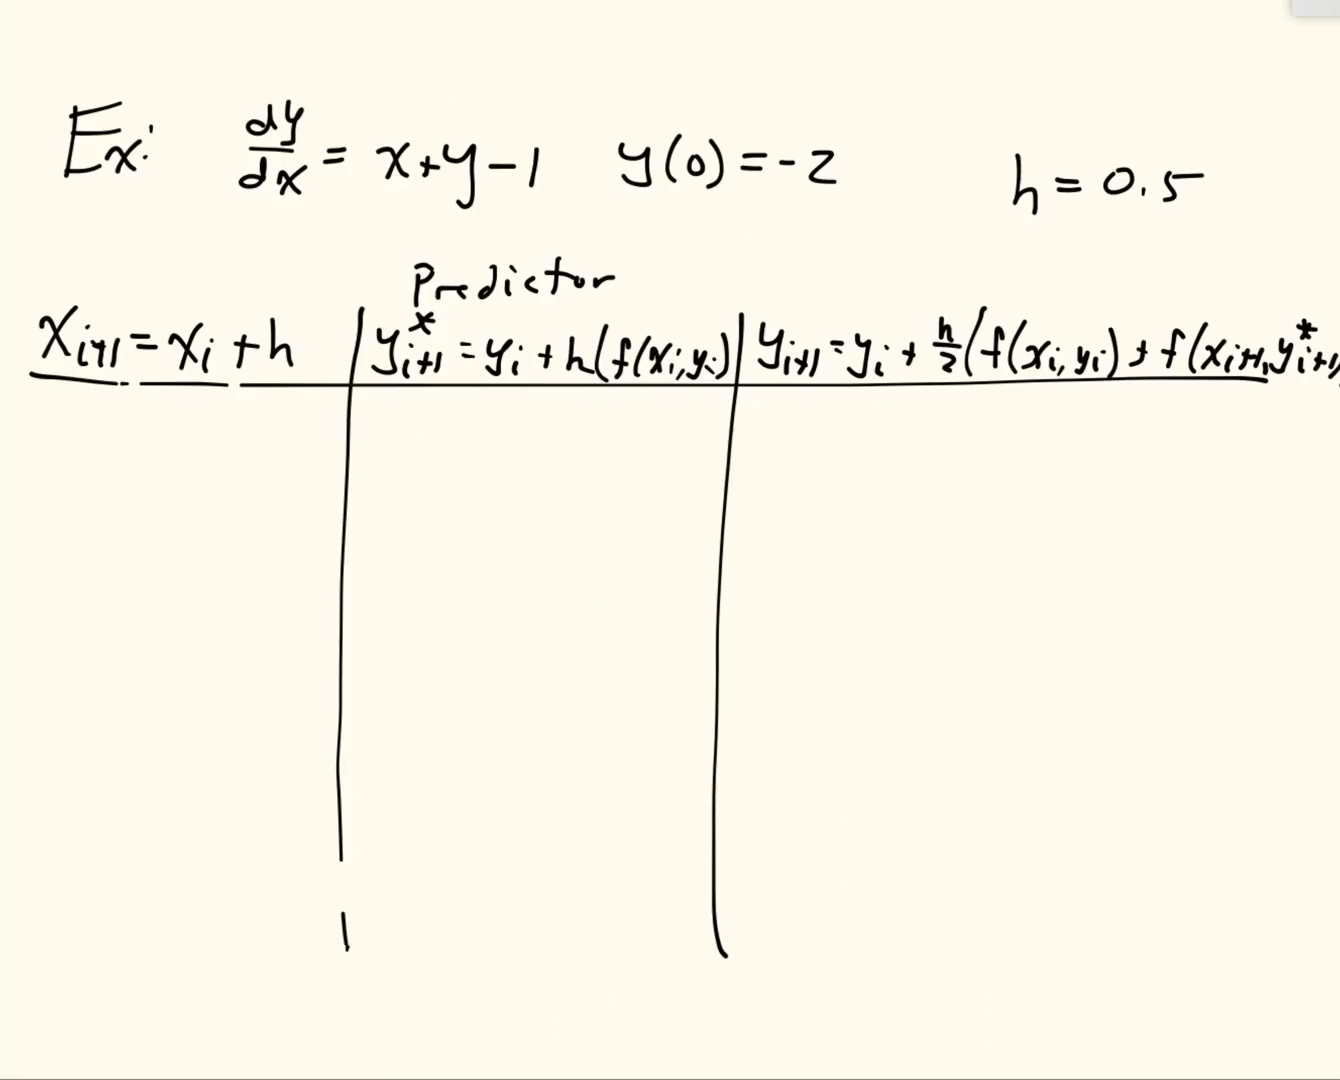 Ex: dy/dx = x+y-1 y(0)=-2 h=0.5
Predictor
x_{i+1}=x_i+h | y*_{i+1}=y_i+h(f(x_i,y_i) | y_{i+1}=y_i+h/2(f(x_i,y_i)+f(x_{i+1},y*_{i+1})